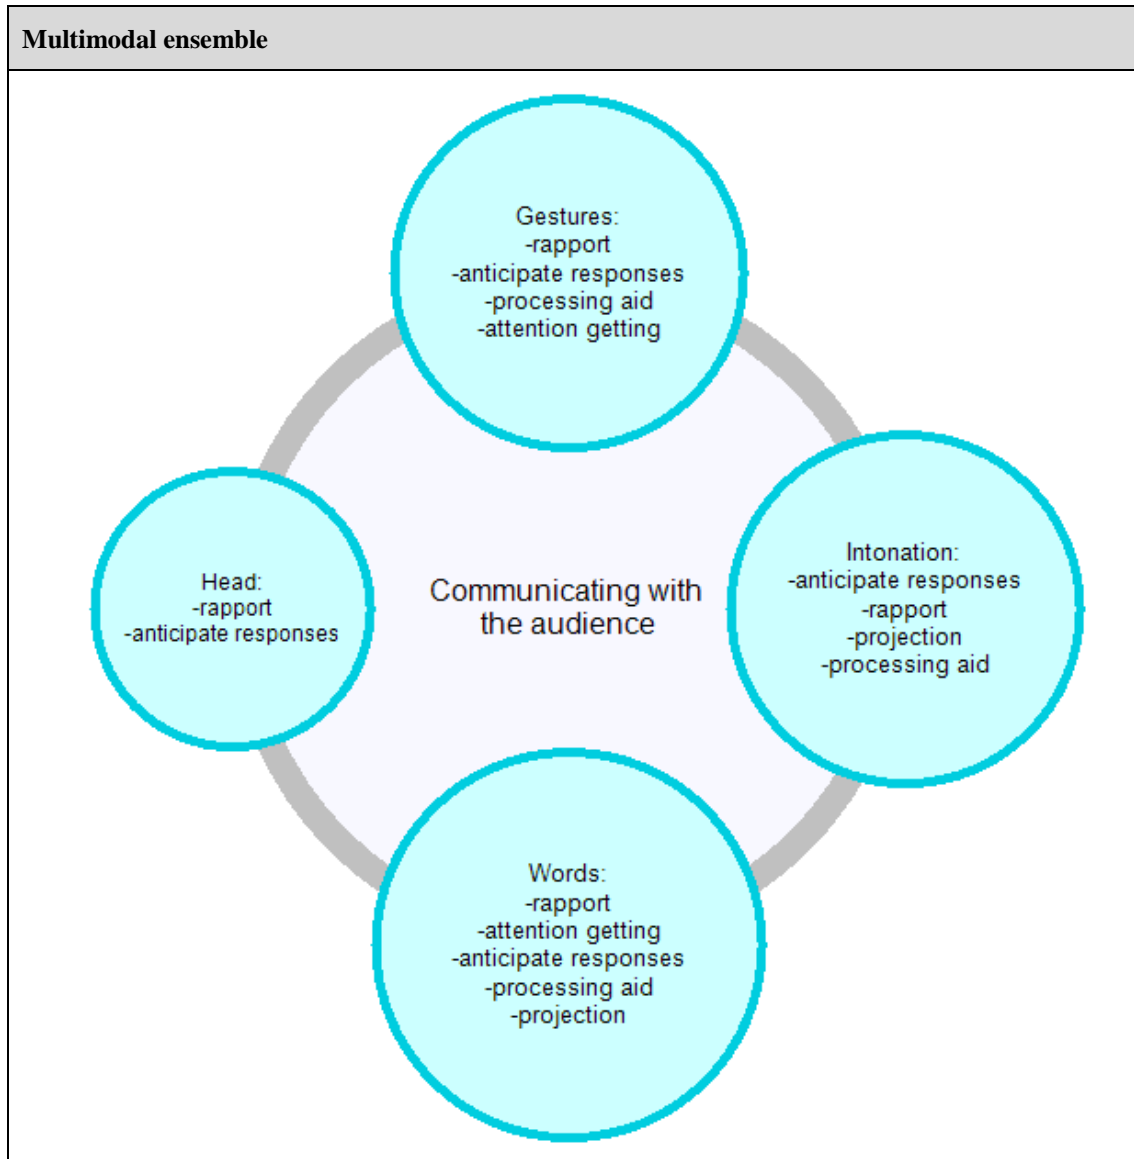 Multimodal ensemble
Gestures:
-rapport
-anticipate responses
-processing aid
-attention getting
Head:
-rapport
-anticipate responses
Communicating with
the audience
Intonation:
-anticipate responses
-rapport
-projection
-processing aid
Words:
-rapport
-attention getting
-anticipate responses
-processing aid
-projection